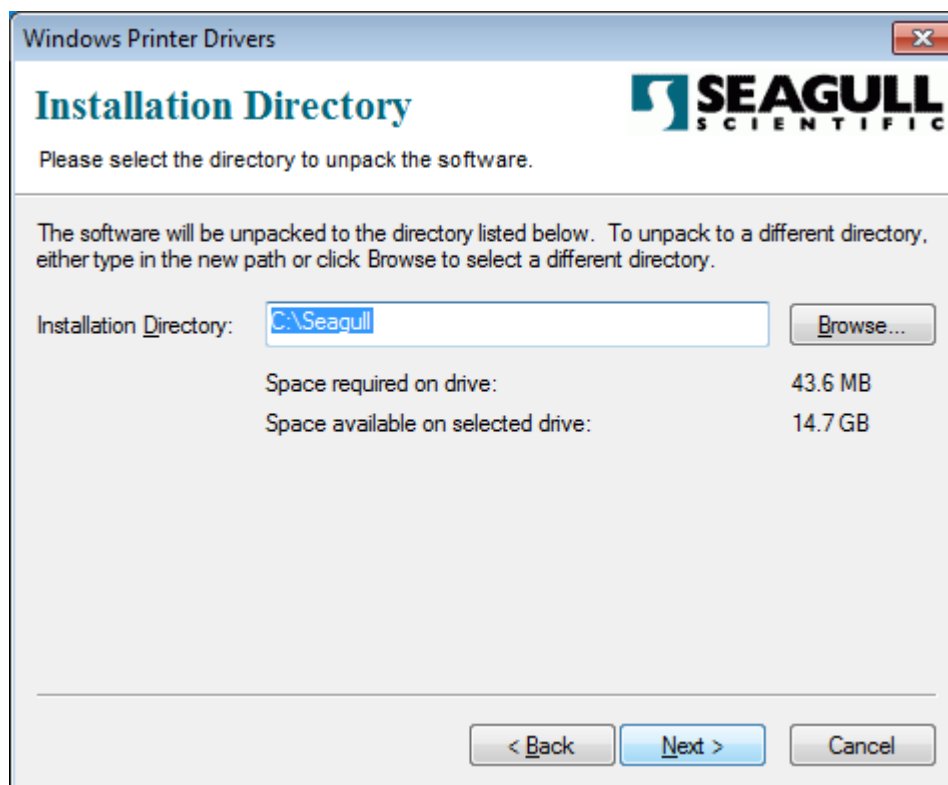 Windows Printer Drivers
Installation Directory
SEAGULL
SCIENTIFIC
Please select the directory to unpack the software.
The software will be unpacked to the directory listed below.  To unpack to a different directory,
either type in the new path or click Browse to select a different directory.
Installation Directory: C:\Seagull Browse...
Space required on drive: 43.6 MB
Space available on selected drive: 14.7 GB
< Back Next > Cancel